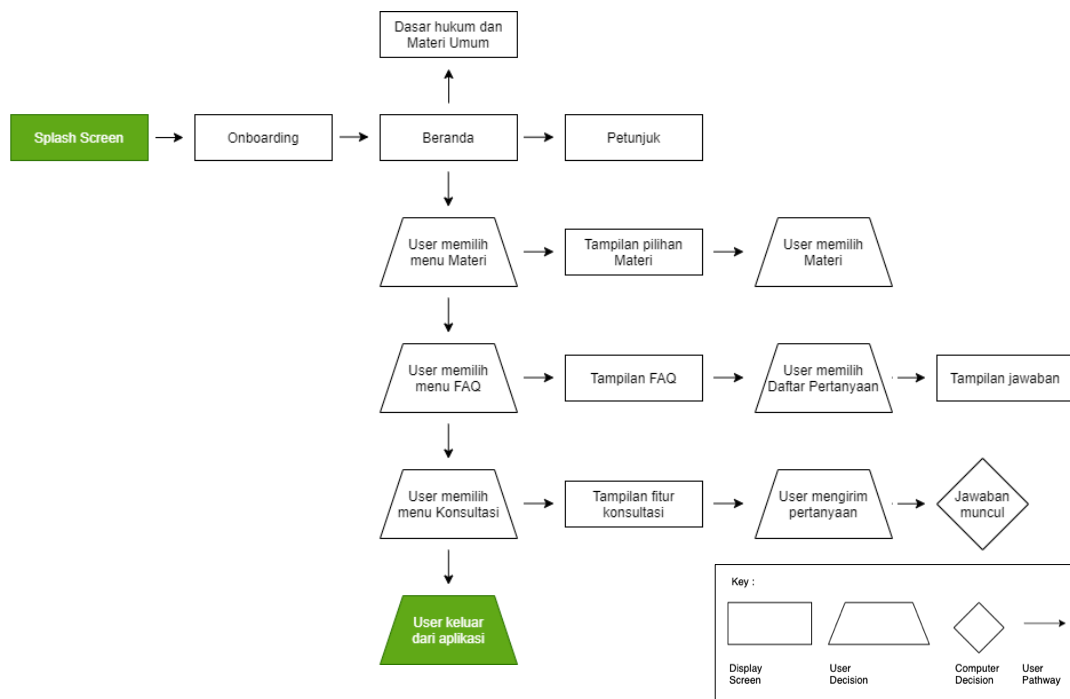 Dasar hukum dan
Materi Umum
Splash Screen
Onboarding
Beranda
Petunjuk
User memilih
menu Materi
Tampilan pilihan
Materi
User memilih
Materi
User memilih
menu FAQ
Tampilan FAQ
User memilih
Daftar Pertanyaan
Tampilan jawaban
User memilih
menu Konsultasi
Tampilan fitur
konsultasi
User mengirim
pertanyaan
Jawaban
muncul
User keluar
dari aplikasi
Key :
Display
Screen
User
Decision
Computer
Decision
User
Pathway